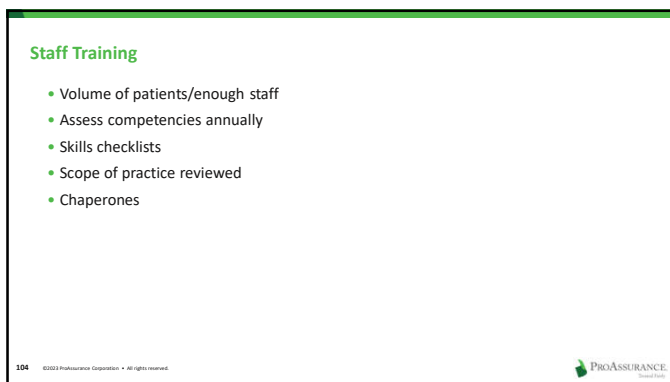 Staff Training
• Volume of patients/enough staff
• Assess competencies annually
• Skills checklists
• Scope of practice reviewed
• Chaperones
104 ©2023 ProAssurance Corporation • All rights reserved.
PROASSURANCE.